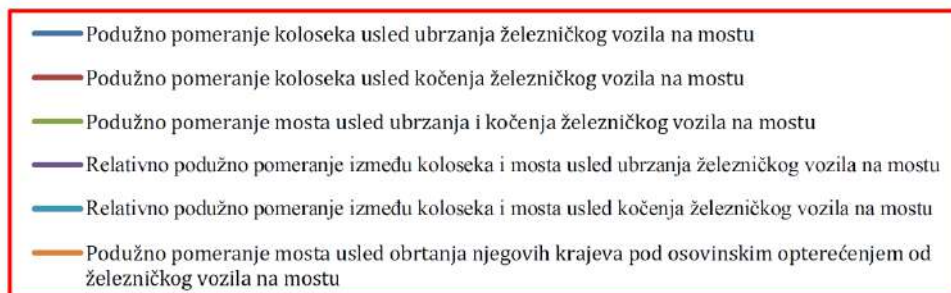 Podužno pomeranje koloseka usled ubrzanja železničkog vozila na mostu
Podužno pomeranje koloseka usled kočenja železničkog vozila na mostu
Podužno pomeranje mosta usled ubrzanja i kočenja železničkog vozila na mostu
Relativno podužno pomeranje između koloseka i mosta usled ubrzanja železničkog vozila na mostu
Relativno podužno pomeranje između koloseka i mosta usled kočenja železničkog vozila na mostu
Podužno pomeranje mosta usled obrtanja njegovih krajeva pod osovinskim opterećenjem od
železničkog vozila na mostu